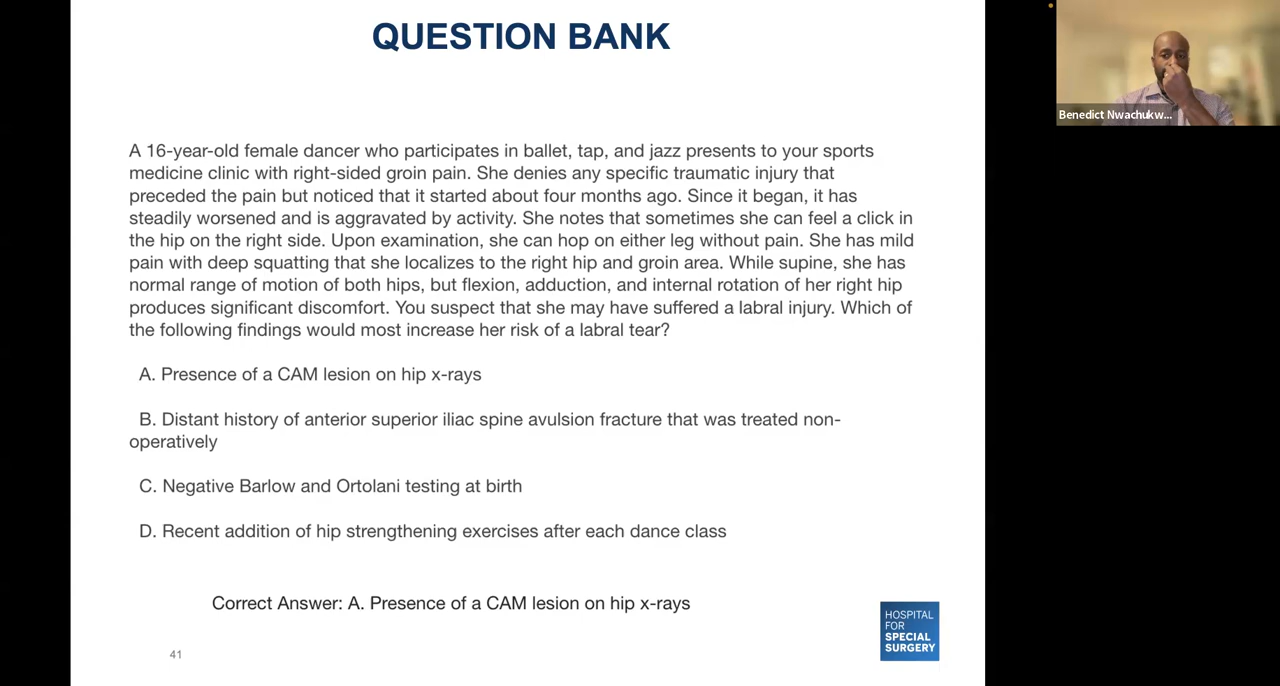 QUESTION BANK
Benedict Nwachukw...
A 16-year-old female dancer who participates in ballet, tap, and jazz presents to your sports
medicine clinic with right-sided groin pain. She denies any specific traumatic injury that
preceded the pain but noticed that it started about four months ago. Since it began, it has
steadily worsened and is aggravated by activity. She notes that sometimes she can feel a click in
the hip on the right side. Upon examination, she can hop on either leg without pain. She has mild
pain with deep squatting that she localizes to the right hip and groin area. While supine, she has
normal range of motion of both hips, but flexion, adduction, and internal rotation of her right hip
produces significant discomfort. You suspect that she may have suffered a labral injury. Which of
the following findings would most increase her risk of a labral tear?
A. Presence of a CAM lesion on hip x-rays
B. Distant history of anterior superior iliac spine avulsion fracture that was treated non-
operatively
C. Negative Barlow and Ortolani testing at birth
D. Recent addition of hip strengthening exercises after each dance class
Correct Answer: A. Presence of a CAM lesion on hip x-rays
HOSPITAL
FOR
SPECIAL
SURGERY
41